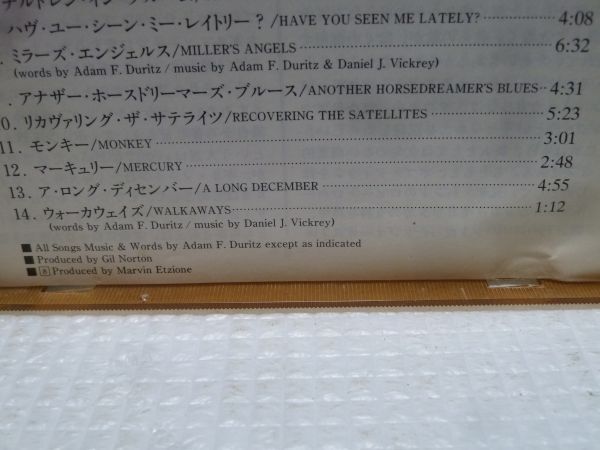 ハヴ・ユー・シーン・ミー・レイトリー？/HAVE YOU SEEN ME LATELY? 4:08
. ミラーズ・エンジェルス/MILLER'S ANGELS 6:32
(words by Adam F. Duritz / music by Adam F. Duritz & Daniel J. Vickrey)
. アナザー・ホースドリーマーズ・ブルース/ANOTHER HORSEDREAMER'S BLUES 4:31
0. リカヴァリング・ザ・サテライツ/RECOVERING THE SATELLITES 5:23
11. モンキー/MONKEY 3:01
12. マーキュリー/MERCURY 2:48
13. ア・ロング・ディセンバー/A LONG DECEMBER 4:55
14. ウォーカウェイズ/WALKAWAYS 1:12
(words by Adam F. Duritz / music by Daniel J. Vickrey)
■ All Songs Music & Words by Adam F. Duritz except as indicated
■ Produced by Gil Norton
■ ⑧ Produced by Marvin Etzione